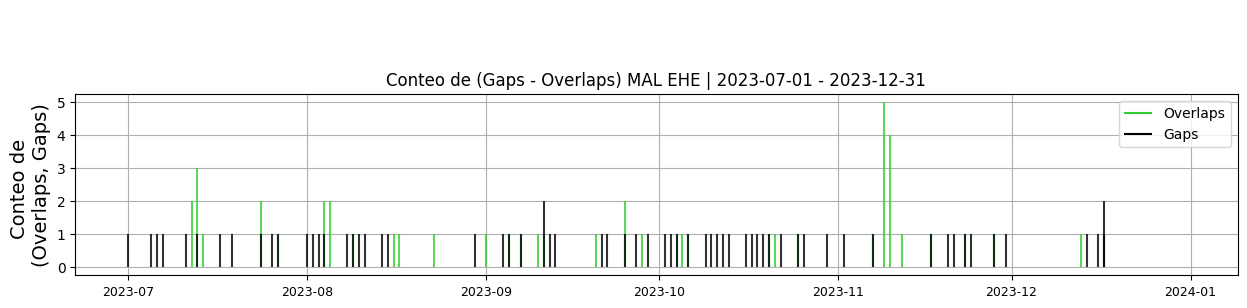 Conteo de (Gaps - Overlaps) MAL EHE | 2023-07-01 - 2023-12-31
Conteo de
(Overlaps, Gaps)
5
4
3
2
1
0
Overlaps
Gaps
2023-07
2023-08
2023-09
2023-10
2023-11
2023-12
2024-01